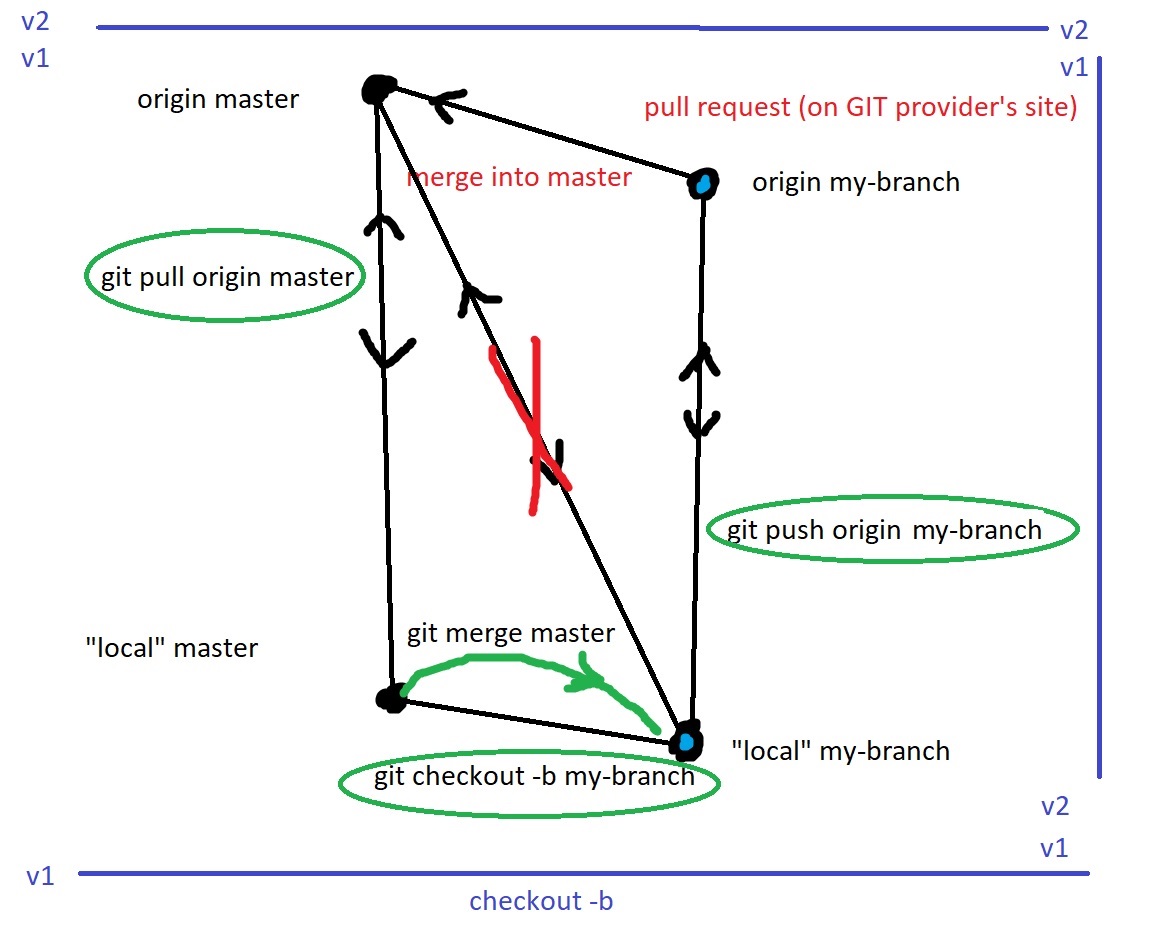 v2
v2
v1
v1
origin master
pull request (on GIT provider's site)
merge into master
origin my-branch
git pull origin master
git push origin my-branch
git merge master
"local" master
"local" my-branch
git checkout -b my-branch
v2
v1
v1
checkout -b